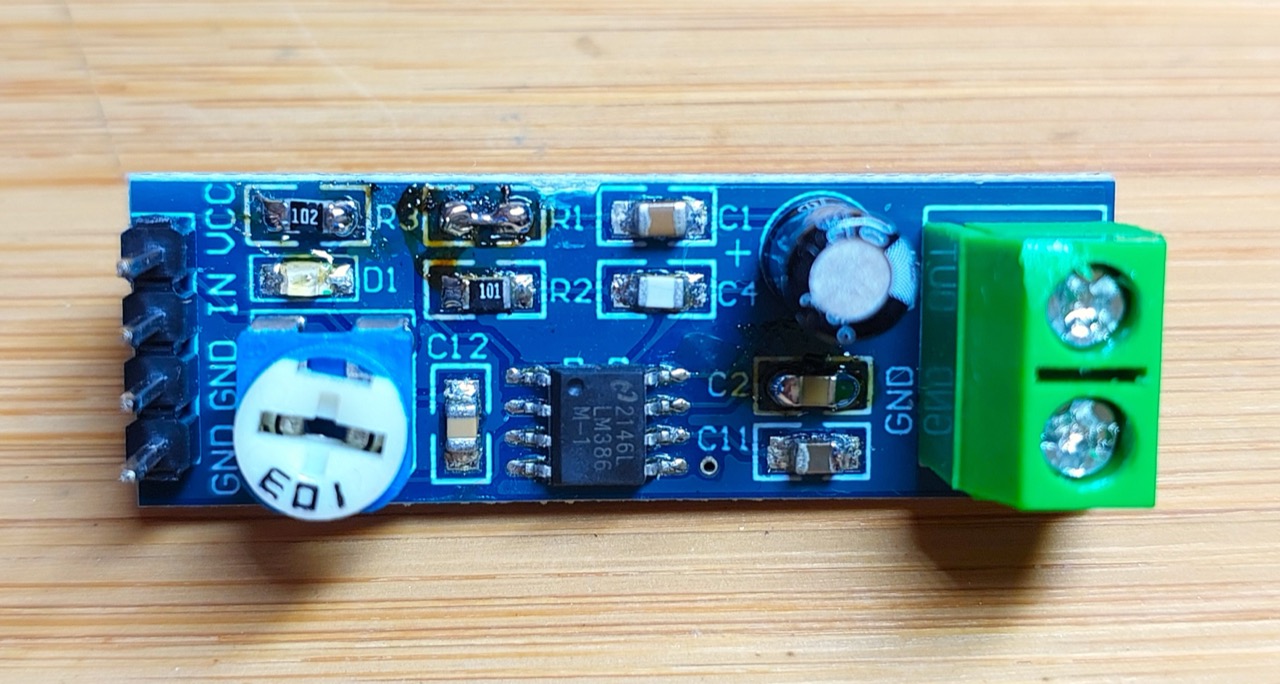 VCC
IN
GND
GND
102
R3
R1
C1
+
D1
101
R2
C4
C12
103
2146L
LM386
M-1
C2
C11
GND
OUT
GND